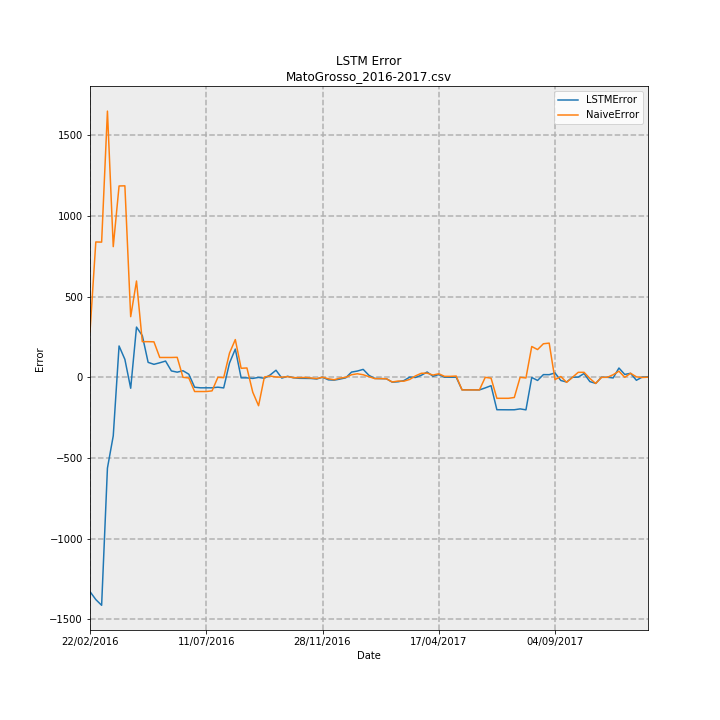 LSTM Error
MatoGrosso_2016-2017.csv
LSTMError
NaiveError
1500
1000
500
0
−500
−1000
−1500
Error
22/02/2016 11/07/2016 28/11/2016 17/04/2017 04/09/2017
Date